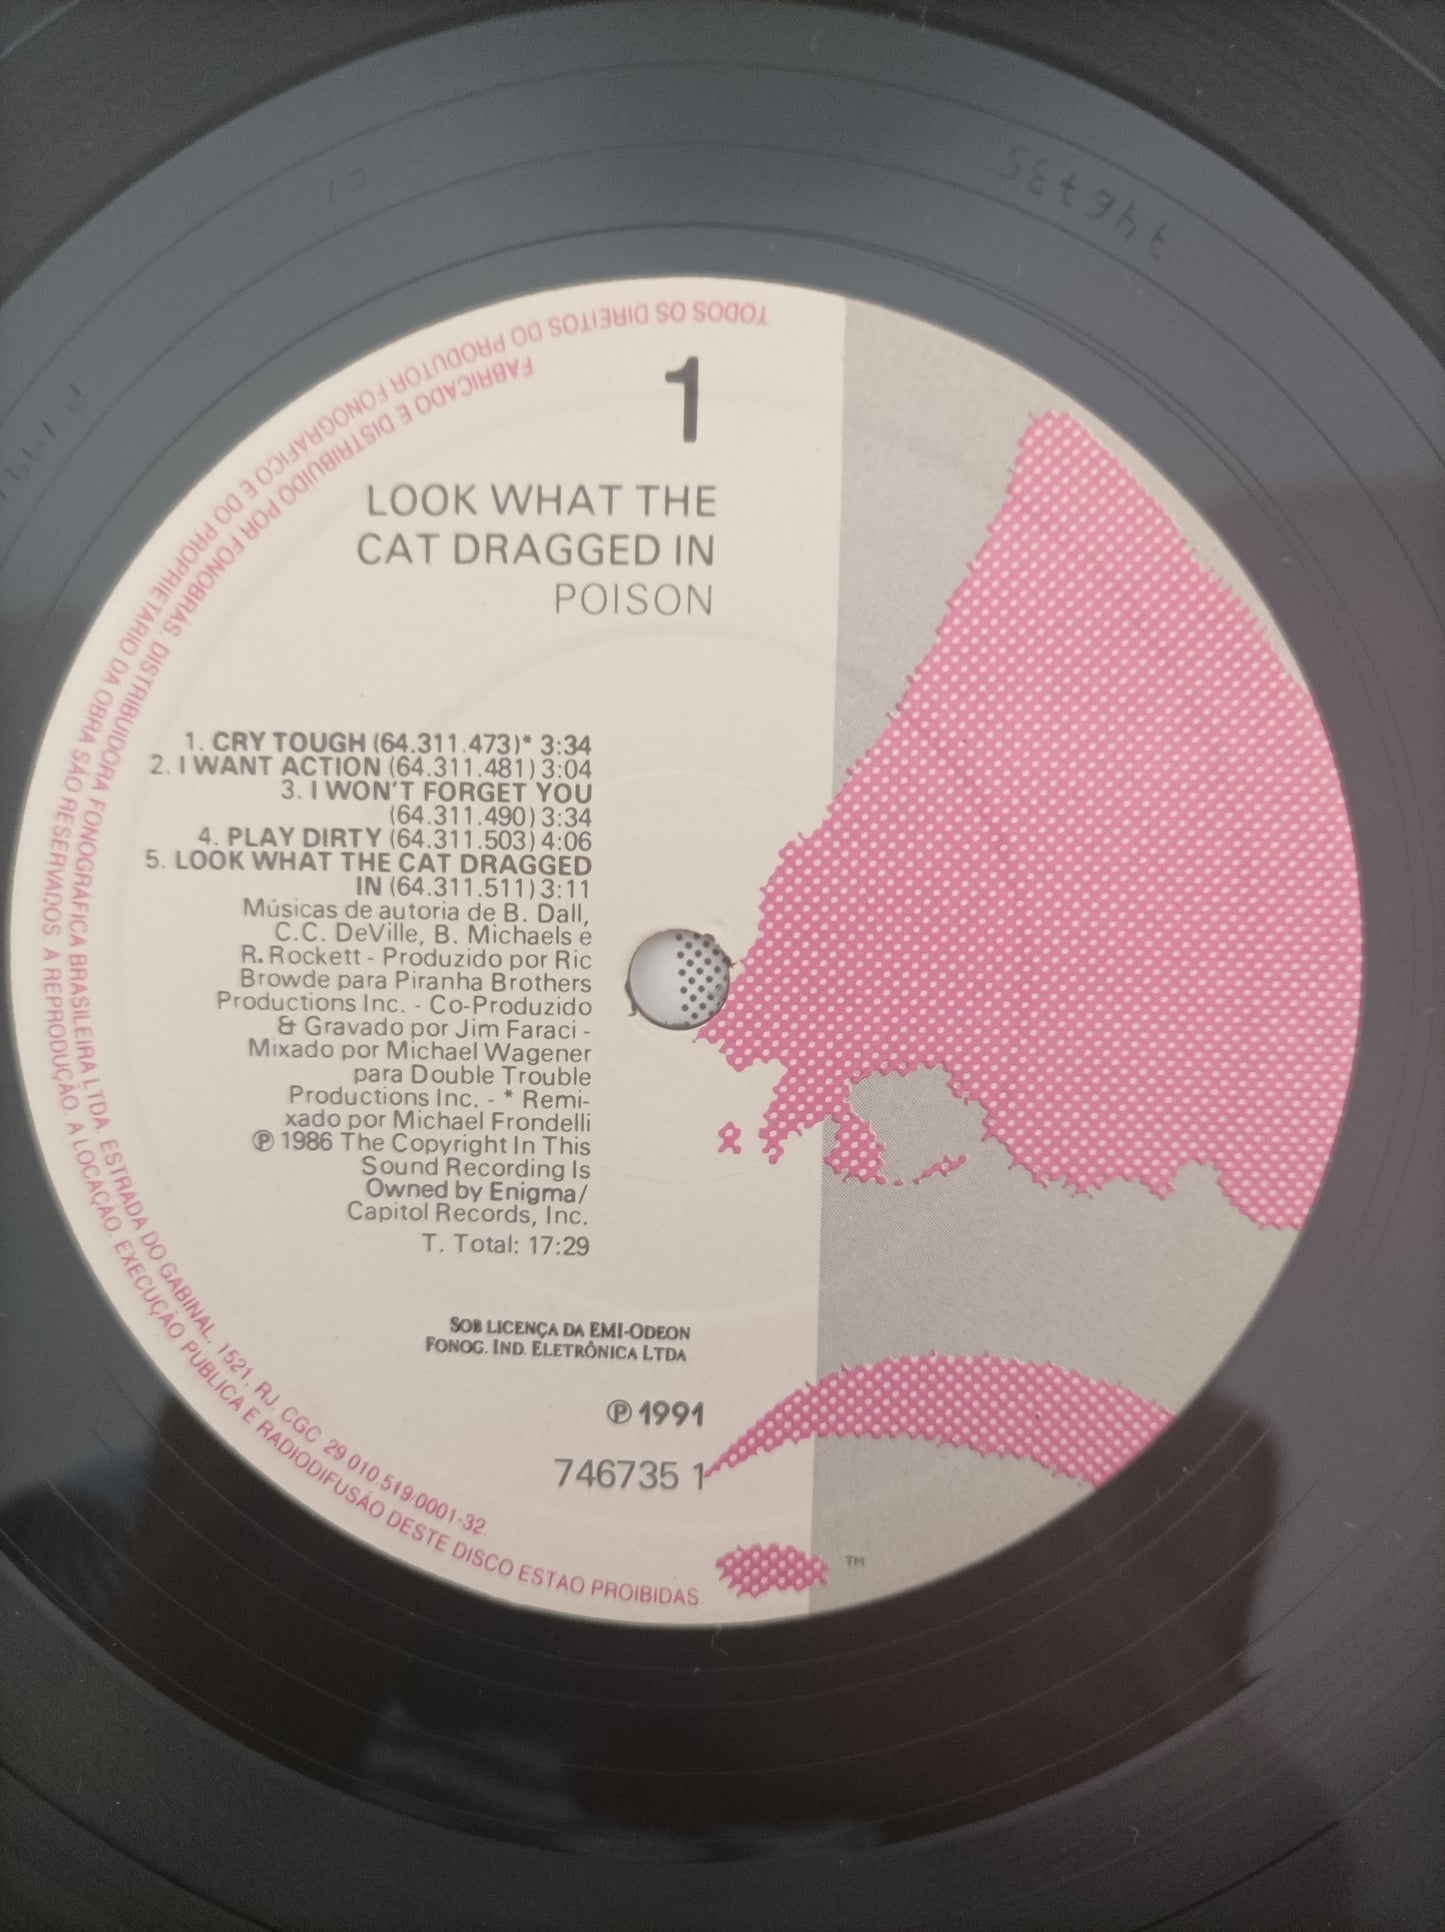 1
LOOK WHAT THE
CAT DRAGGED IN
POISON
1. CRY TOUGH (64.311.473)* 3:34
2. I WANT ACTION (64.311.481) 3:04
3. I WON'T FORGET YOU
(64.311.490) 3:34
4. PLAY DIRTY (64.311.503) 4:06
5. LOOK WHAT THE CAT DRAGGED
IN (64.311.511) 3:11
Músicas de autoria de B. Dall,
C.C. DeVille, B. Michaels e
R. Rockett - Produzido por Ric
Browde para Piranha Brothers
Productions Inc. - Co-Produzido
& Gravado por Jim Faraci -
Mixado por Michael Wagener
para Double Trouble
Productions Inc. - * Remi-
xado por Michael Frondelli
℗ 1986 The Copyright In This
Sound Recording Is
Owned by Enigma/
Capitol Records, Inc.
T. Total: 17:29
SOB LICENÇA DA EMI-ODEON
FONOG. IND. ELETRÔNICA LTDA
℗ 1991
746735 1
TM
TODOS OS DIREITOS DO PRODUTOR FONOGRÁFICO E DO PROPRIETÁRIO DA OBRA SÃO RESERVADOS. A REPRODUÇÃO, A LOCAÇÃO, EXECUÇÃO PÚBLICA E RADIODIFUSÃO DESTE DISCO ESTAO PROIBIDAS.
FABRICADO E DISTRIBUIDO POR FONOBRAS, DISTRIBUIDORA FONOGRÁFICA BRASILEIRA LTDA. ESTRADA DO GABINAL, 1521, RJ CGC 29.010.519/0001-32.
746735